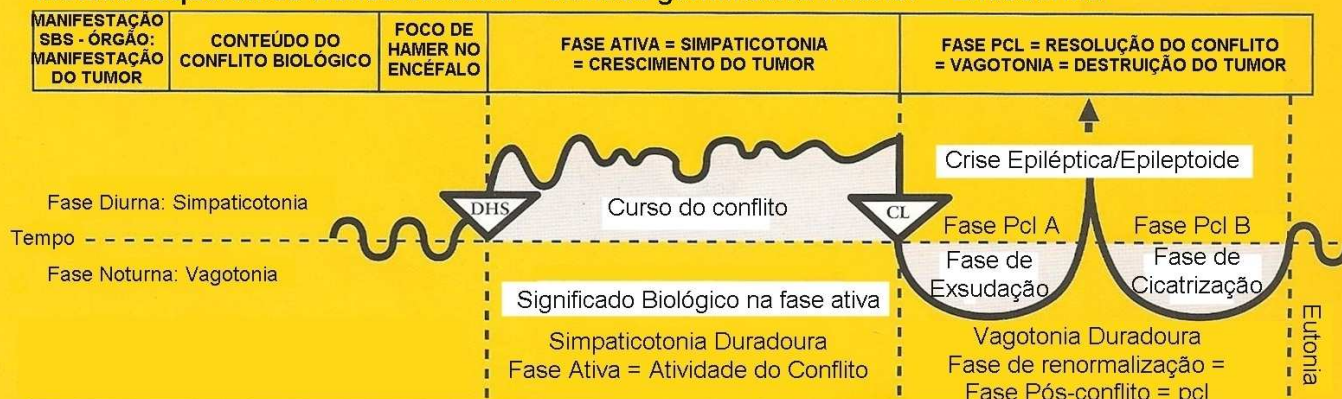 MANIFESTAÇÃO
SBS - ÓRGÃO:
MANIFESTAÇÃO
DO TUMOR
CONTEÚDO DO
CONFLITO BIOLÓGICO
FOCO DE
HAMER NO
ENCÉFALO
FASE ATIVA = SIMPATICOTONIA
= CRESCIMENTO DO TUMOR
FASE PCL = RESOLUÇÃO DO CONFLITO
= VAGOTONIA = DESTRUIÇÃO DO TUMOR
Crise Epiléptica/Epileptoide
Fase Diurna: Simpaticotonia
DHS
Curso do conflito
CL
Fase Pcl A
Fase Pcl B
Tempo
Fase Noturna: Vagotonia
Fase de
Exsudação
Fase de
Cicatrização
Significado Biológico na fase ativa
Simpaticotonia Duradoura
Fase Ativa = Atividade do Conflito
Vagotonia Duradoura
Fase de renormalização =
Fase Pós-conflito = pcl
Eutonia